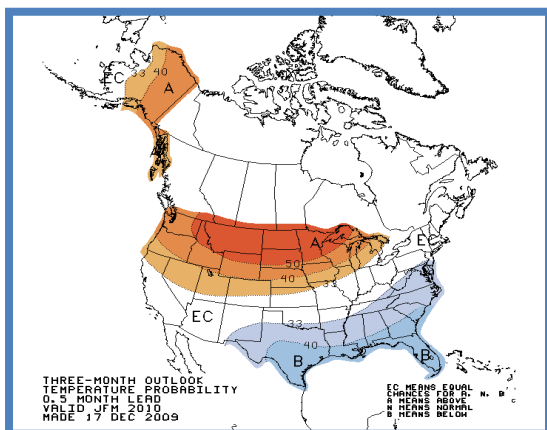 EC 33 40
A
A
A
EC
50
40
33
EC
33
40
B
B
THREE-MONTH OUTLOOK
TEMPERATURE PROBABILITY
0.5 MONTH LEAD
VALID JFM 2010
MADE 17 DEC 2009
EC MEANS EQUAL
CHANCES FOR A, N, B
A MEANS ABOVE
N MEANS NORMAL
B MEANS BELOW